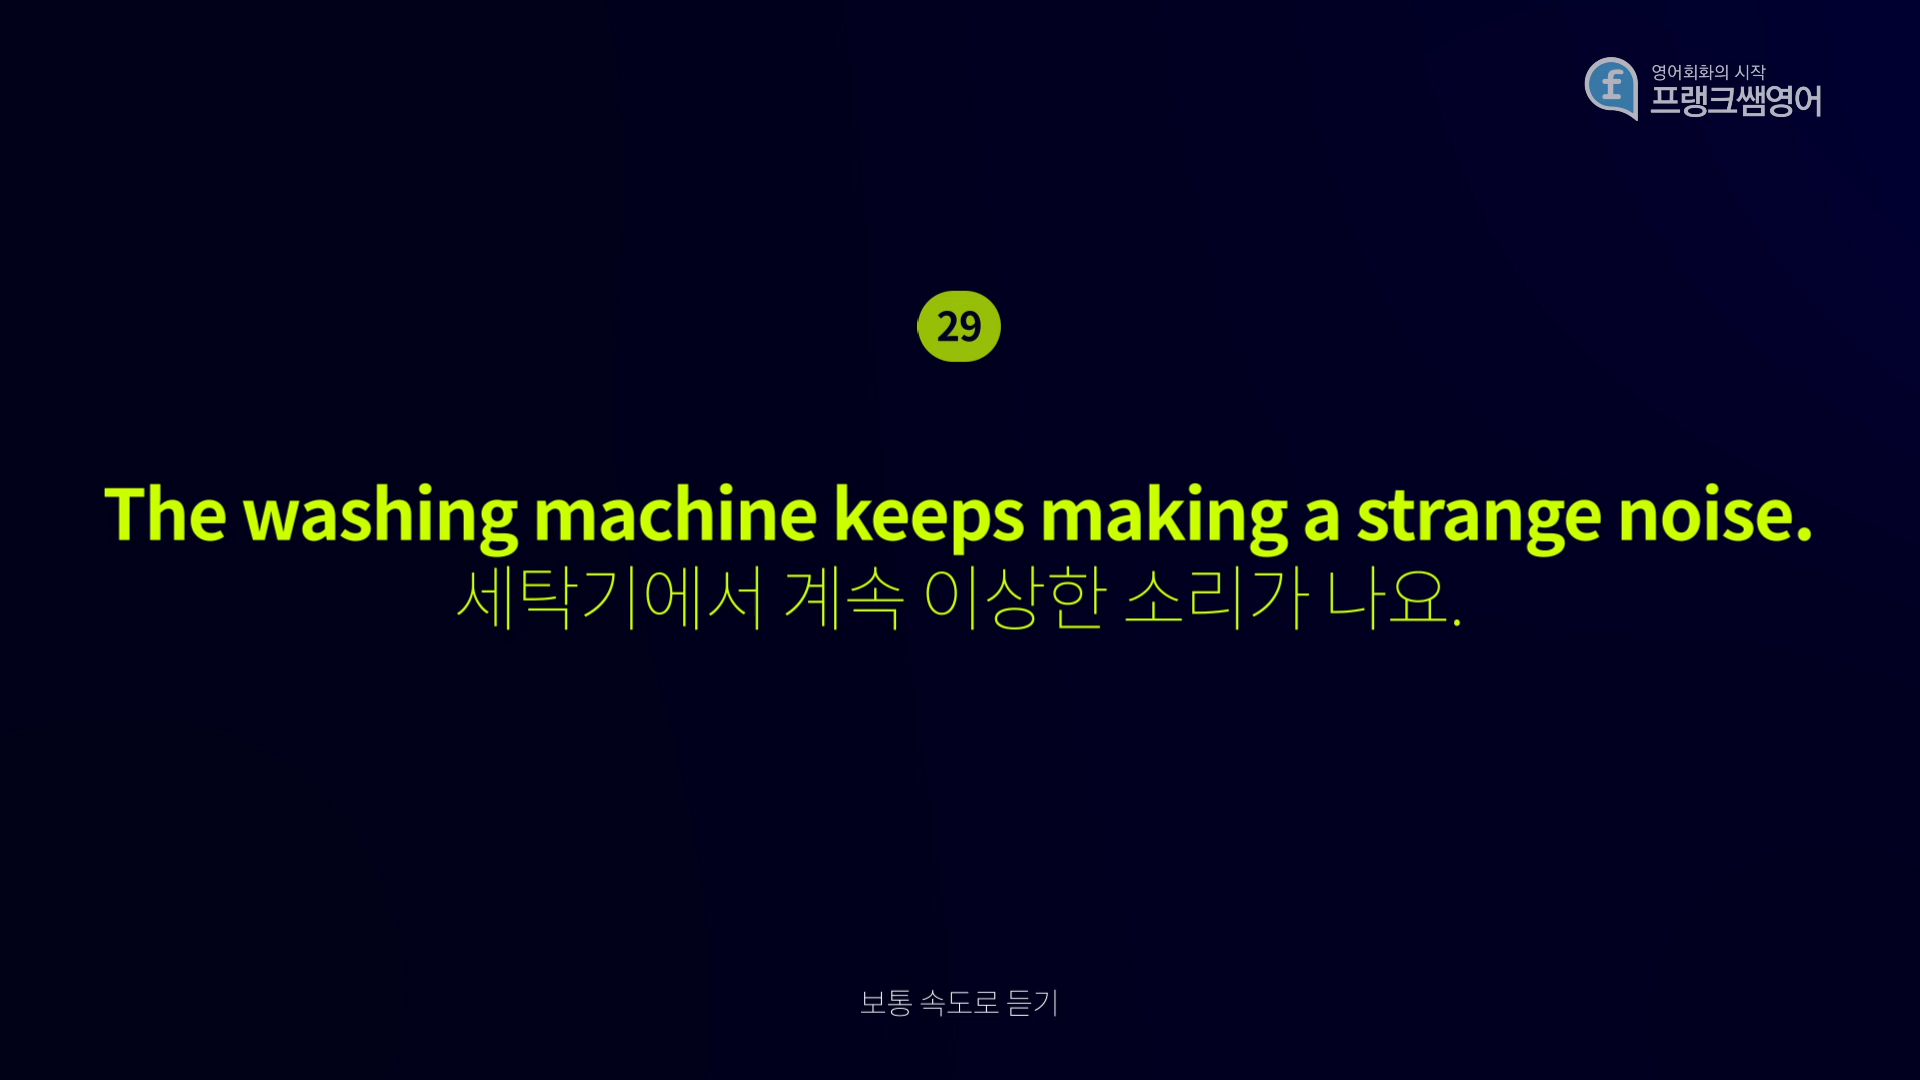 영어회화의 시작
프랭크쌤영어
29
The washing machine keeps making a strange noise.
세탁기에서 계속 이상한 소리가 나요.
보통 속도로 듣기